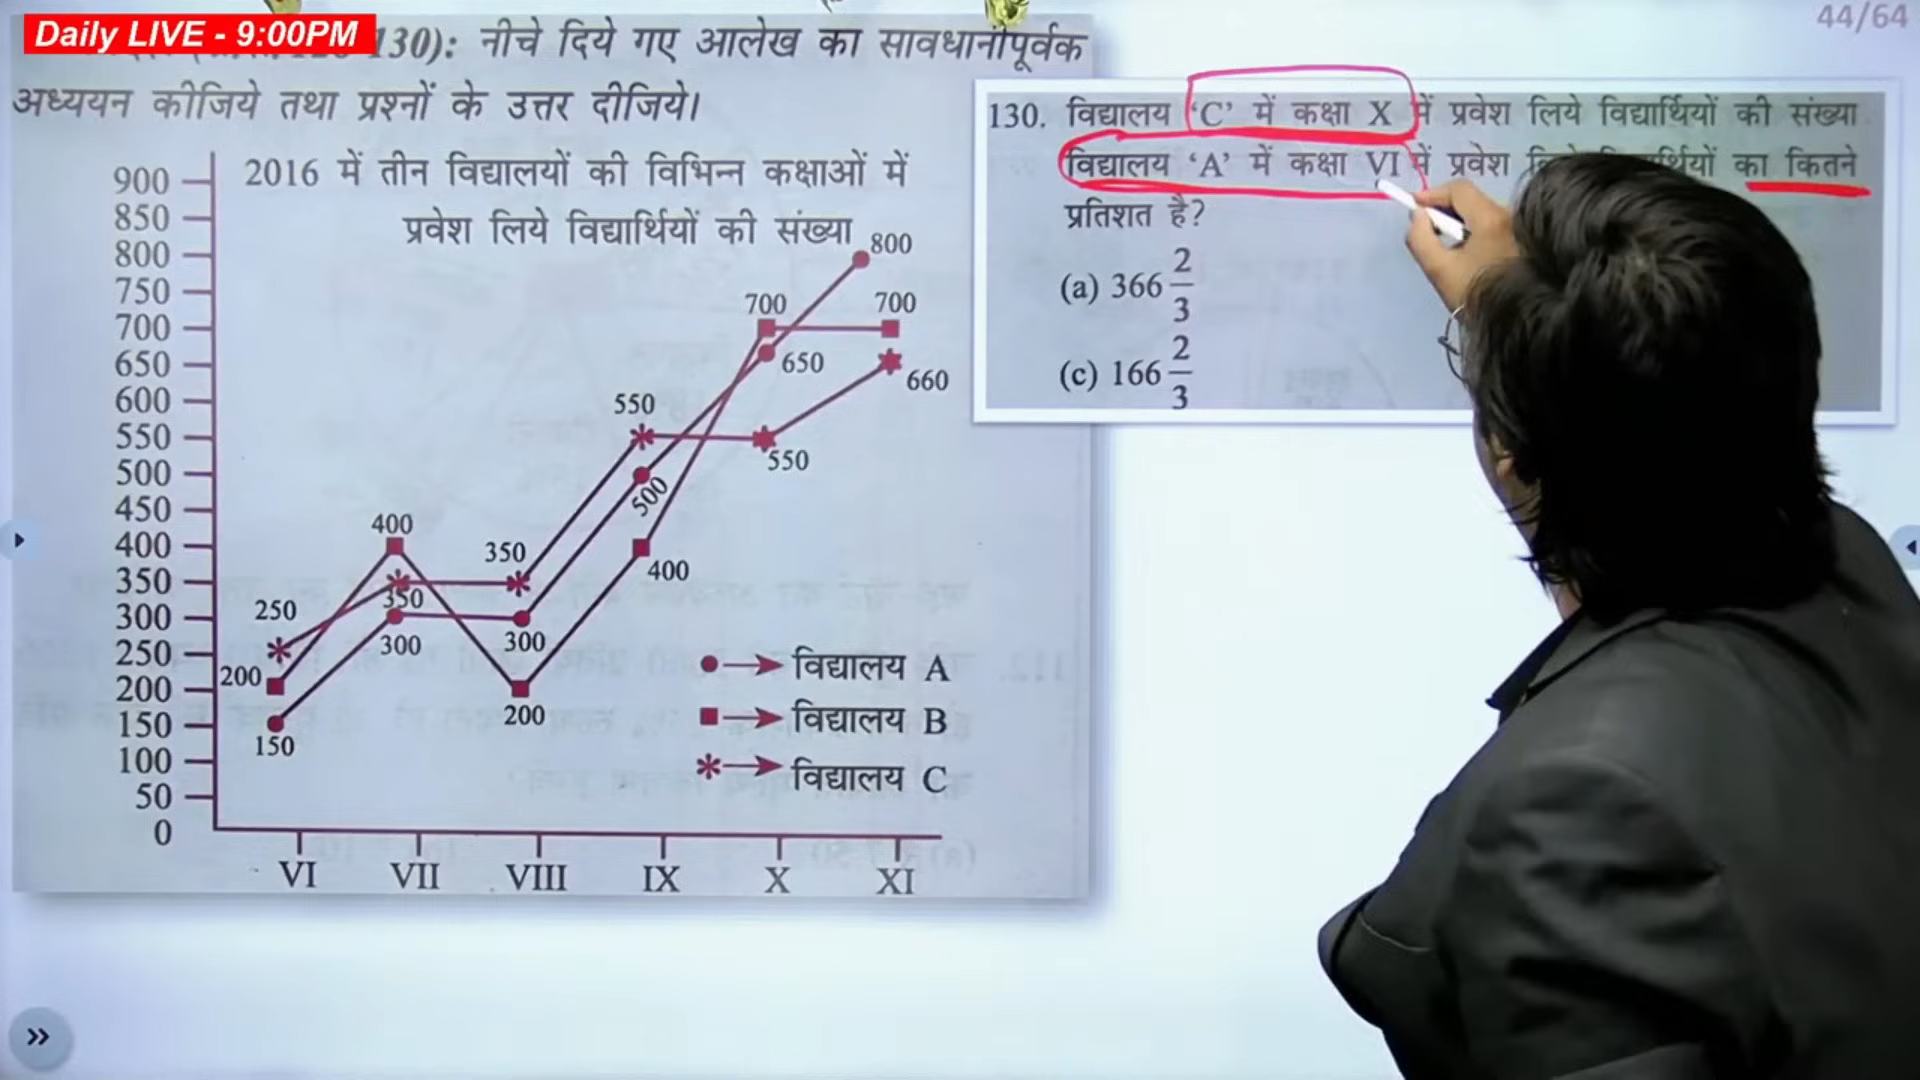 Daily LIVE - 9:00PM
130): नीचे दिये गए आलेख का सावधानीपूर्वक
अध्ययन कीजिये तथा प्रश्नों के उत्तर दीजिये।
44/64
2016 में तीन विद्यालयों की विभिन्न कक्षाओं में
प्रवेश लिये विद्यार्थियों की संख्या
900
850
800
750
700
650
600
550
500
450
400
350
300
250
200
150
100
50
0
800
700
700
650
660
550
550
500
400
400
350
350
250
300
300
200
200
150
विद्यालय A
विद्यालय B
विद्यालय C
VI VII VIII IX X XI
130. विद्यालय ‘C’ में कक्षा X में प्रवेश लिये विद्यार्थियों की संख्या
विद्यालय ‘A’ में कक्षा VI में प्रवेश का कितने
प्रतिशत है?
(a) 366 2/3
(c) 166 2/3